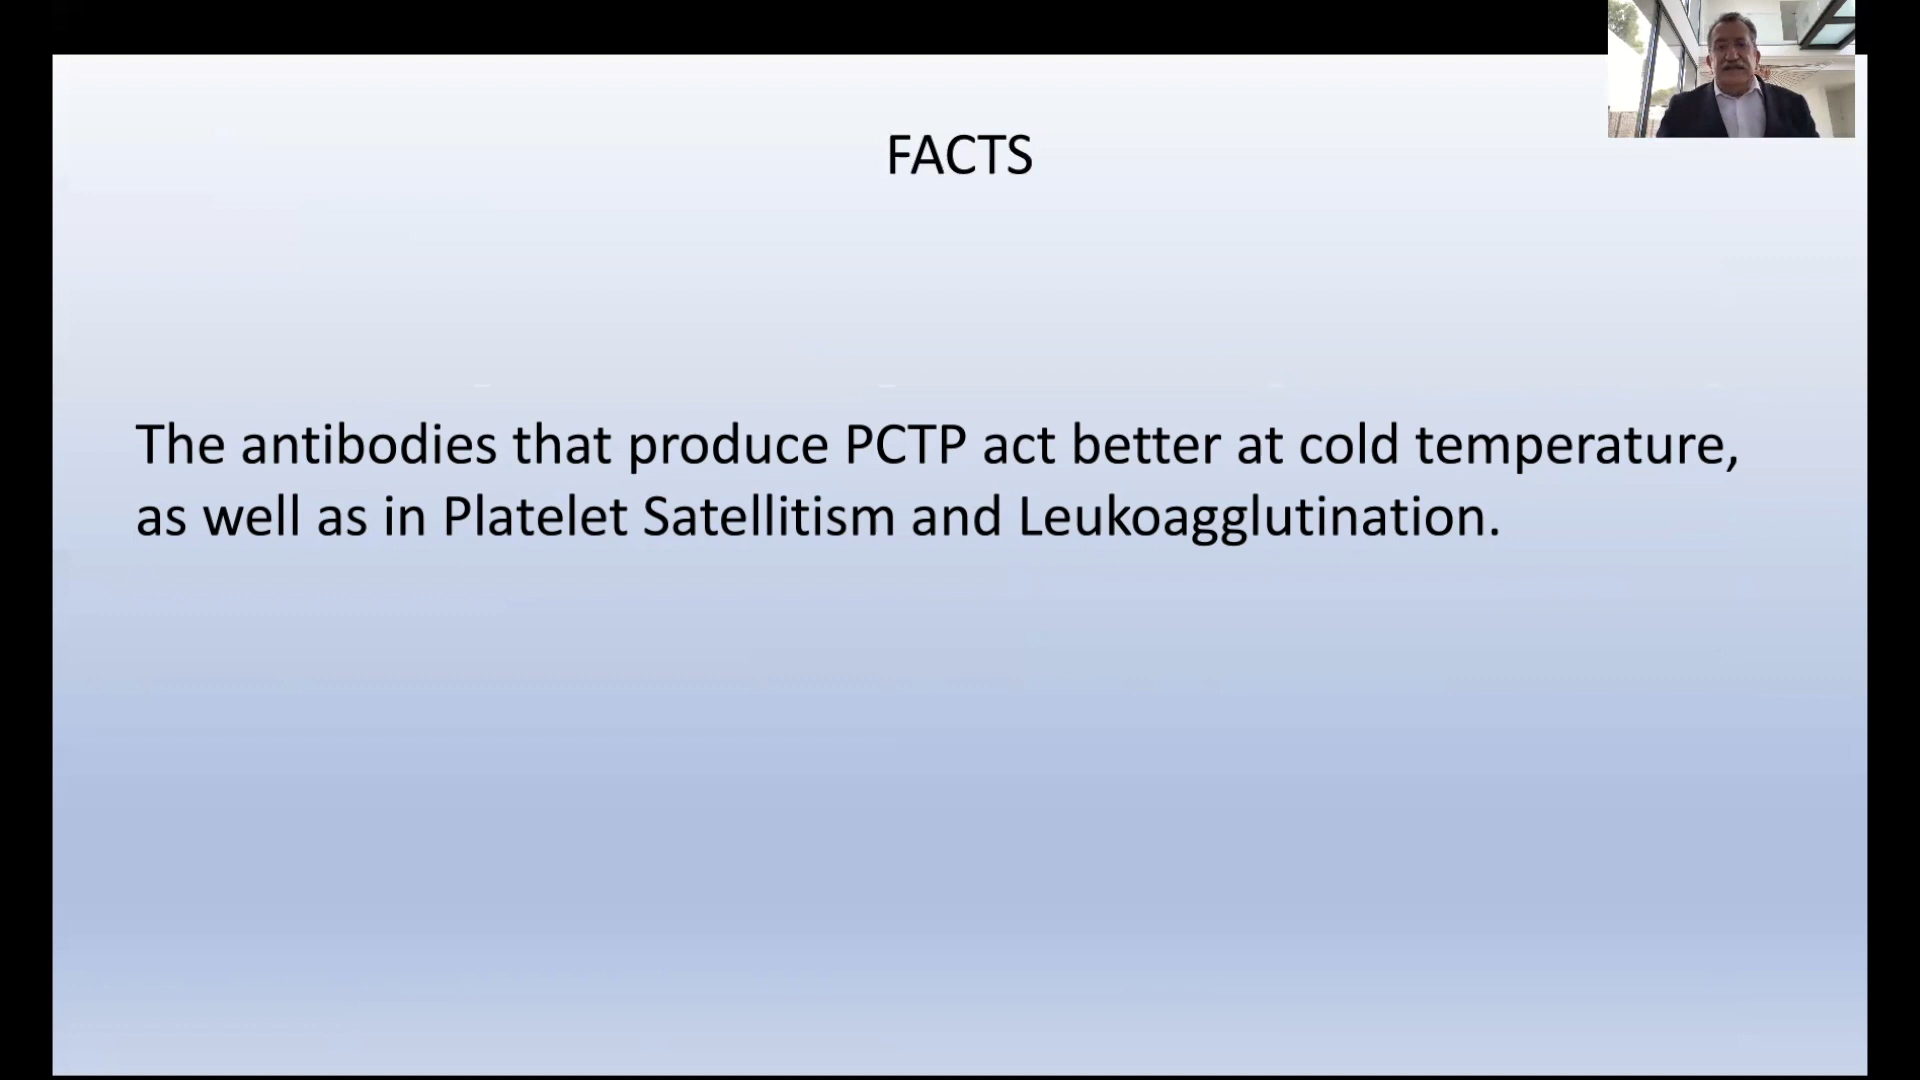 FACTS
The antibodies that produce PCTP act better at cold temperature,
as well as in Platelet Satellitism and Leukoagglutination.